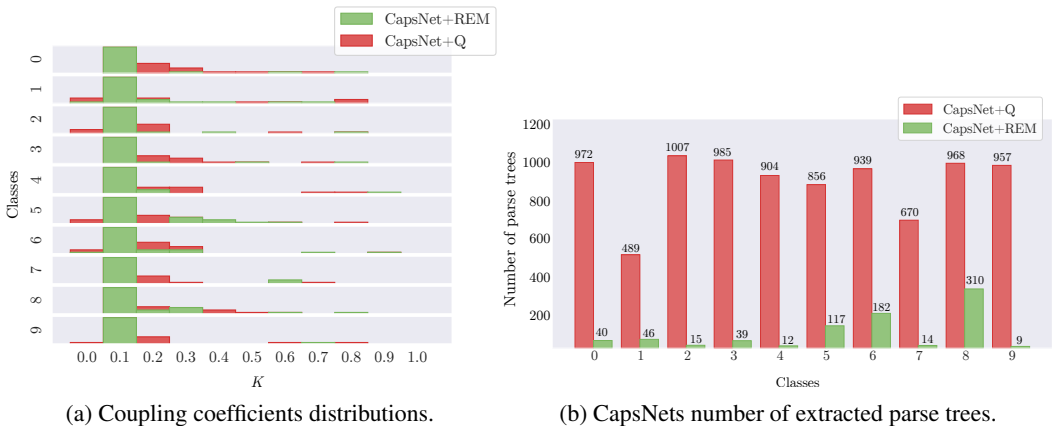 CapsNet+REM
CapsNet+Q
Classes
0
1
2
3
4
5
6
7
8
9
0.0 0.1 0.2 0.3 0.4 0.5 0.6 0.7 0.8 0.9 1.0
K
(a) Coupling coefficients distributions.
CapsNet+Q
CapsNet+REM
Number of parse trees
1200
1000
800
600
400
200
972 489 1007 985 904 856 939 670 968 957
40 46 15 39 12 117 182 14 310 9
0 1 2 3 4 5 6 7 8 9
Classes
(b) CapsNets number of extracted parse trees.